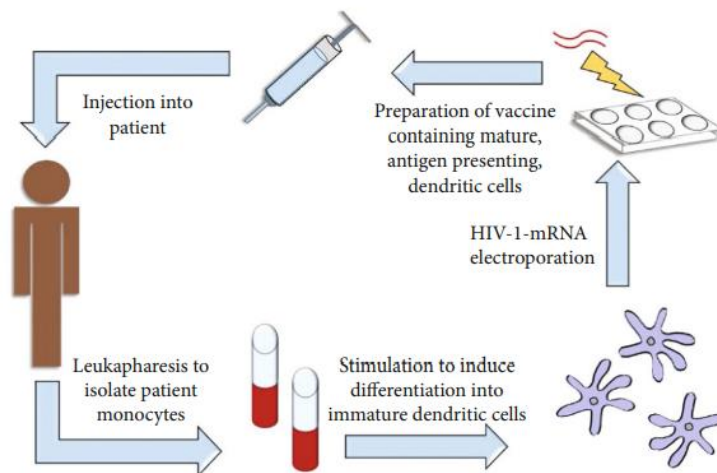 Injection into
patient
Preparation of vaccine
containing mature,
antigen presenting,
dendritic cells
HIV-1-mRNA
electroporation
Leukapharesis to
isolate patient
monocytes
Stimulation to induce
differentiation into
immature dendritic cells